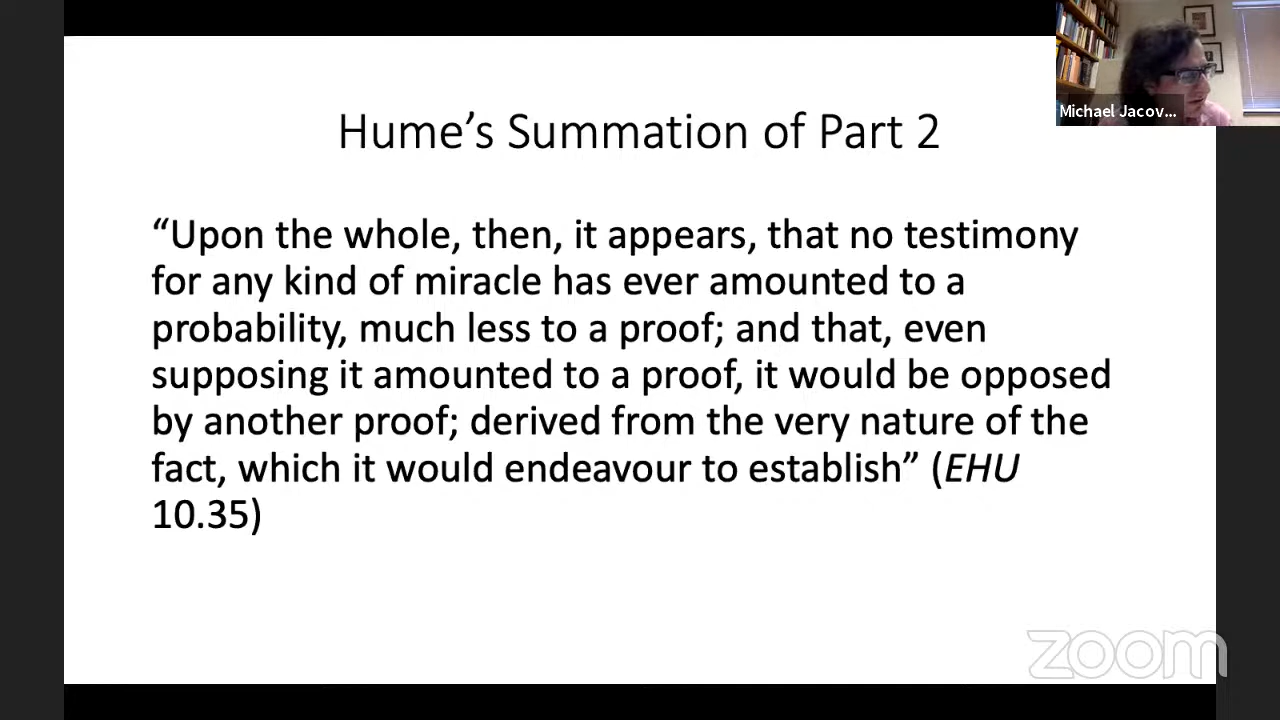 Michael Jacov...
Hume’s Summation of Part 2
“Upon the whole, then, it appears, that no testimony
for any kind of miracle has ever amounted to a
probability, much less to a proof; and that, even
supposing it amounted to a proof, it would be opposed
by another proof; derived from the very nature of the
fact, which it would endeavour to establish” (EHU
10.35)
zoom